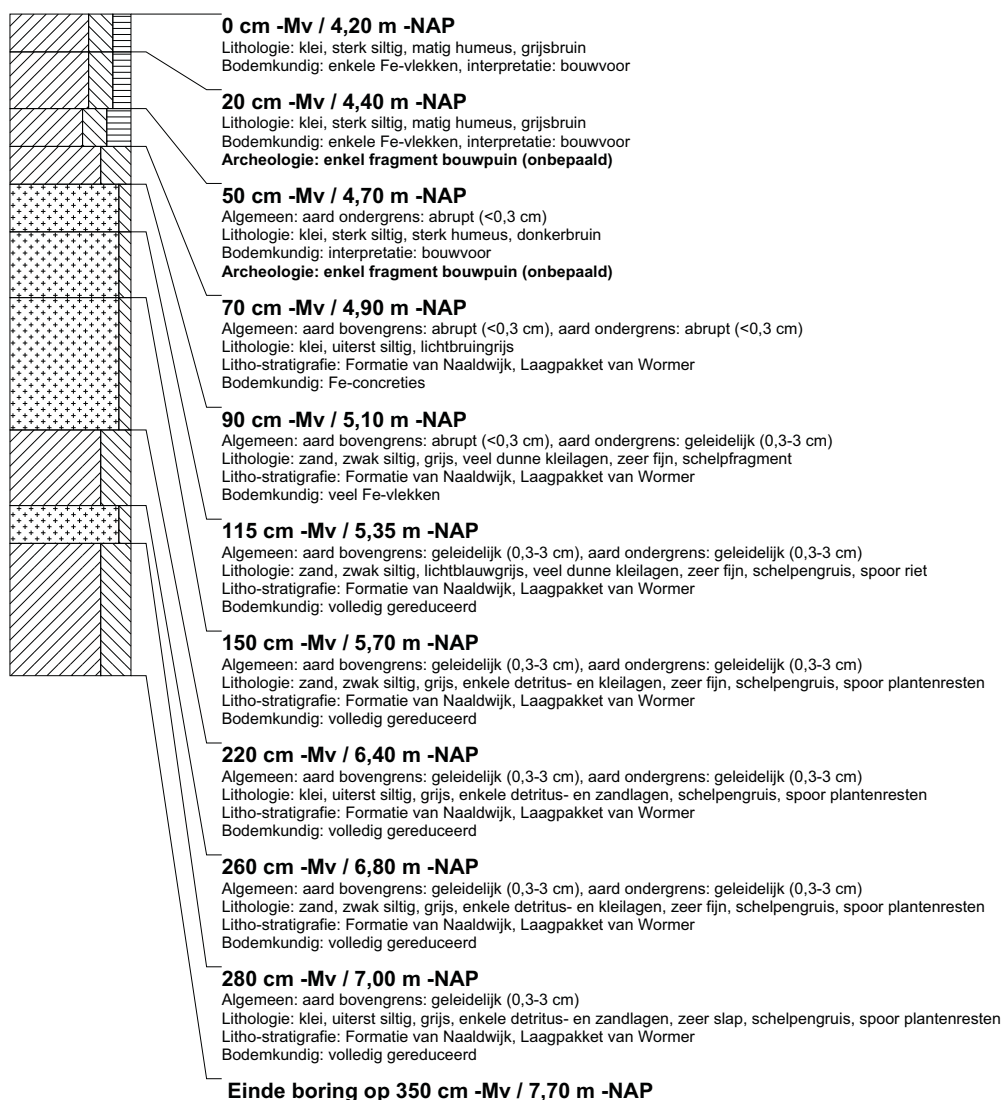 0 cm -Mv / 4,20 m -NAP
Lithologie: klei, sterk siltig, matig humeus, grijsbruin
Bodemkundig: enkele Fe-vlekken, interpretatie: bouwvoor
20 cm -Mv / 4,40 m -NAP
Lithologie: klei, sterk siltig, matig humeus, grijsbruin
Bodemkundig: enkele Fe-vlekken, interpretatie: bouwvoor
Archeologie: enkel fragment bouwpuin (onbepaald)
50 cm -Mv / 4,70 m -NAP
Algemeen: aard ondergrens: abrupt (<0,3 cm)
Lithologie: klei, sterk siltig, sterk humeus, donkerbruin
Bodemkundig: interpretatie: bouwvoor
Archeologie: enkel fragment bouwpuin (onbepaald)
70 cm -Mv / 4,90 m -NAP
Algemeen: aard bovengrens: abrupt (<0,3 cm), aard ondergrens: abrupt (<0,3 cm)
Lithologie: klei, uiterst siltig, lichtbruingrijs
Litho-stratigrafie: Formatie van Naaldwijk, Laagpakket van Wormer
Bodemkundig: Fe-concreties
90 cm -Mv / 5,10 m -NAP
Algemeen: aard bovengrens: abrupt (<0,3 cm), aard ondergrens: geleidelijk (0,3-3 cm)
Lithologie: zand, zwak siltig, grijs, veel dunne kleilagen, zeer fijn, schelpfragment
Litho-stratigrafie: Formatie van Naaldwijk, Laagpakket van Wormer
Bodemkundig: veel Fe-vlekken
115 cm -Mv / 5,35 m -NAP
Algemeen: aard bovengrens: geleidelijk (0,3-3 cm), aard ondergrens: geleidelijk (0,3-3 cm)
Lithologie: zand, zwak siltig, lichtblauwgrijs, veel dunne kleilagen, zeer fijn, schelpengruis, spoor riet
Litho-stratigrafie: Formatie van Naaldwijk, Laagpakket van Wormer
Bodemkundig: volledig gereduceerd
150 cm -Mv / 5,70 m -NAP
Algemeen: aard bovengrens: geleidelijk (0,3-3 cm), aard ondergrens: geleidelijk (0,3-3 cm)
Lithologie: zand, zwak siltig, grijs, enkele detritus- en kleilagen, zeer fijn, schelpengruis, spoor plantenresten
Litho-stratigrafie: Formatie van Naaldwijk, Laagpakket van Wormer
Bodemkundig: volledig gereduceerd
220 cm -Mv / 6,40 m -NAP
Algemeen: aard bovengrens: geleidelijk (0,3-3 cm), aard ondergrens: geleidelijk (0,3-3 cm)
Lithologie: klei, uiterst siltig, grijs, enkele detritus- en zandlagen, schelpengruis, spoor plantenresten
Litho-stratigrafie: Formatie van Naaldwijk, Laagpakket van Wormer
Bodemkundig: volledig gereduceerd
260 cm -Mv / 6,80 m -NAP
Algemeen: aard bovengrens: geleidelijk (0,3-3 cm), aard ondergrens: geleidelijk (0,3-3 cm)
Lithologie: zand, zwak siltig, grijs, enkele detritus- en kleilagen, zeer fijn, schelpengruis, spoor plantenresten
Litho-stratigrafie: Formatie van Naaldwijk, Laagpakket van Wormer
Bodemkundig: volledig gereduceerd
280 cm -Mv / 7,00 m -NAP
Algemeen: aard bovengrens: geleidelijk (0,3-3 cm)
Lithologie: klei, uiterst siltig, grijs, enkele detritus- en zandlagen, zeer slap, schelpengruis, spoor plantenresten
Litho-stratigrafie: Formatie van Naaldwijk, Laagpakket van Wormer
Bodemkundig: volledig gereduceerd
Einde boring op 350 cm -Mv / 7,70 m -NAP